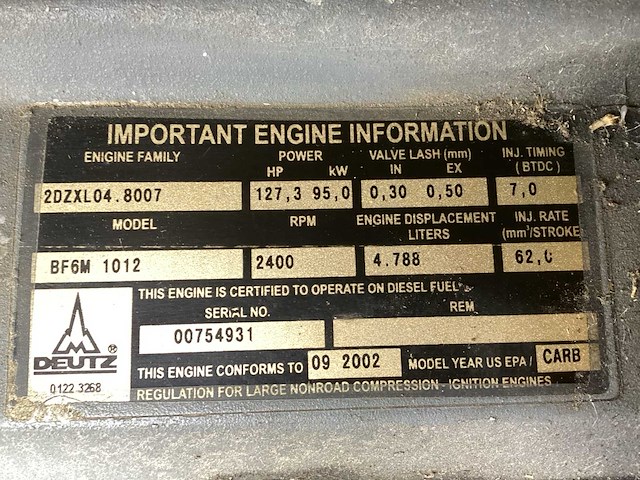 IMPORTANT ENGINE INFORMATION
ENIGINE FAMILY POWER VALVE LASH (mm) INJ. TIMING
HP kW IN EX (BTDC)
2DZXL04.8007 127,3 95,0 0,30 0,50 7,0
MODEL RPM ENGINE DISPLACEMENT INJ. RATE
LITERS (mm³/STROKE
BF6M 1012 2400 4.788 62,0
THIS ENGINE IS CERTIFIED TO OPERATE ON DIESEL FUEL
SERIAL NO. REM
00754931
DEUTZ ®
THIS ENGINE CONFORMS TO 09 2002 MODEL YEAR US EPA / CARB
0122 3268
REGULATION FOR LARGE NONROAD COMPRESSION - IGNITION ENGINES